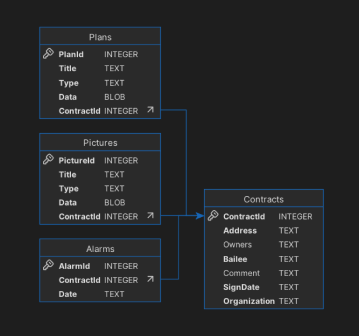 Plans
PlanId INTEGER
Title TEXT
Type TEXT
Data BLOB
ContractId INTEGER
Pictures
PictureId INTEGER
Title TEXT
Type TEXT
Data BLOB
ContractId INTEGER
Alarms
AlarmId INTEGER
ContractId INTEGER
Date TEXT
Contracts
ContractId INTEGER
Address TEXT
Owners TEXT
Bailee TEXT
Comment TEXT
SignDate TEXT
Organization TEXT